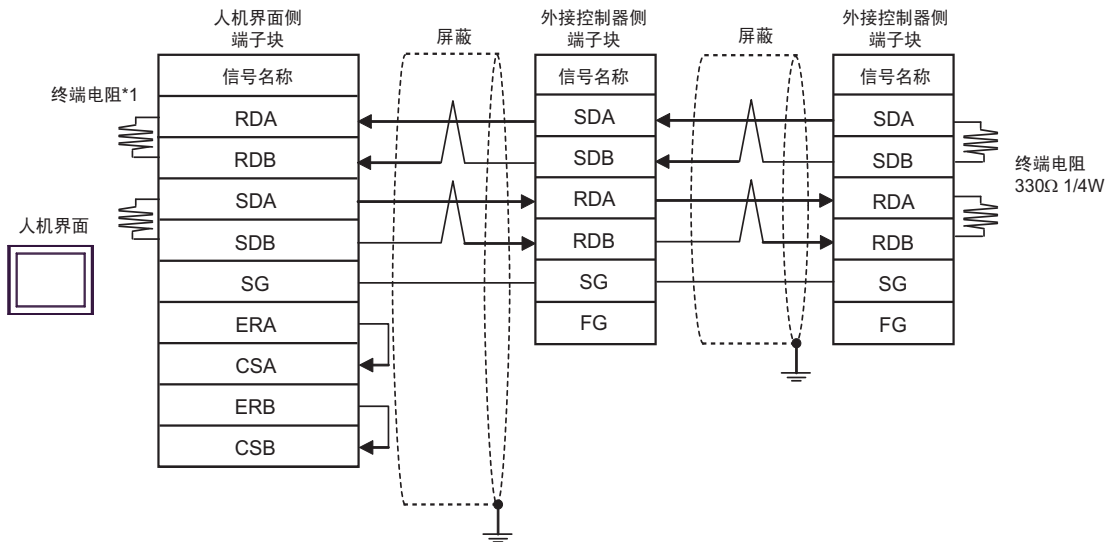 人机界面侧
端子块
信号名称
RDA
RDB
SDA
SDB
SG
ERA
CSA
ERB
CSB
终端电阻*1
人机界面
屏蔽
外接控制器侧
端子块
信号名称
SDA
SDB
RDA
RDB
SG
FG
屏蔽
外接控制器侧
端子块
信号名称
SDA
SDB
RDA
RDB
SG
FG
终端电阻
330Ω 1/4W